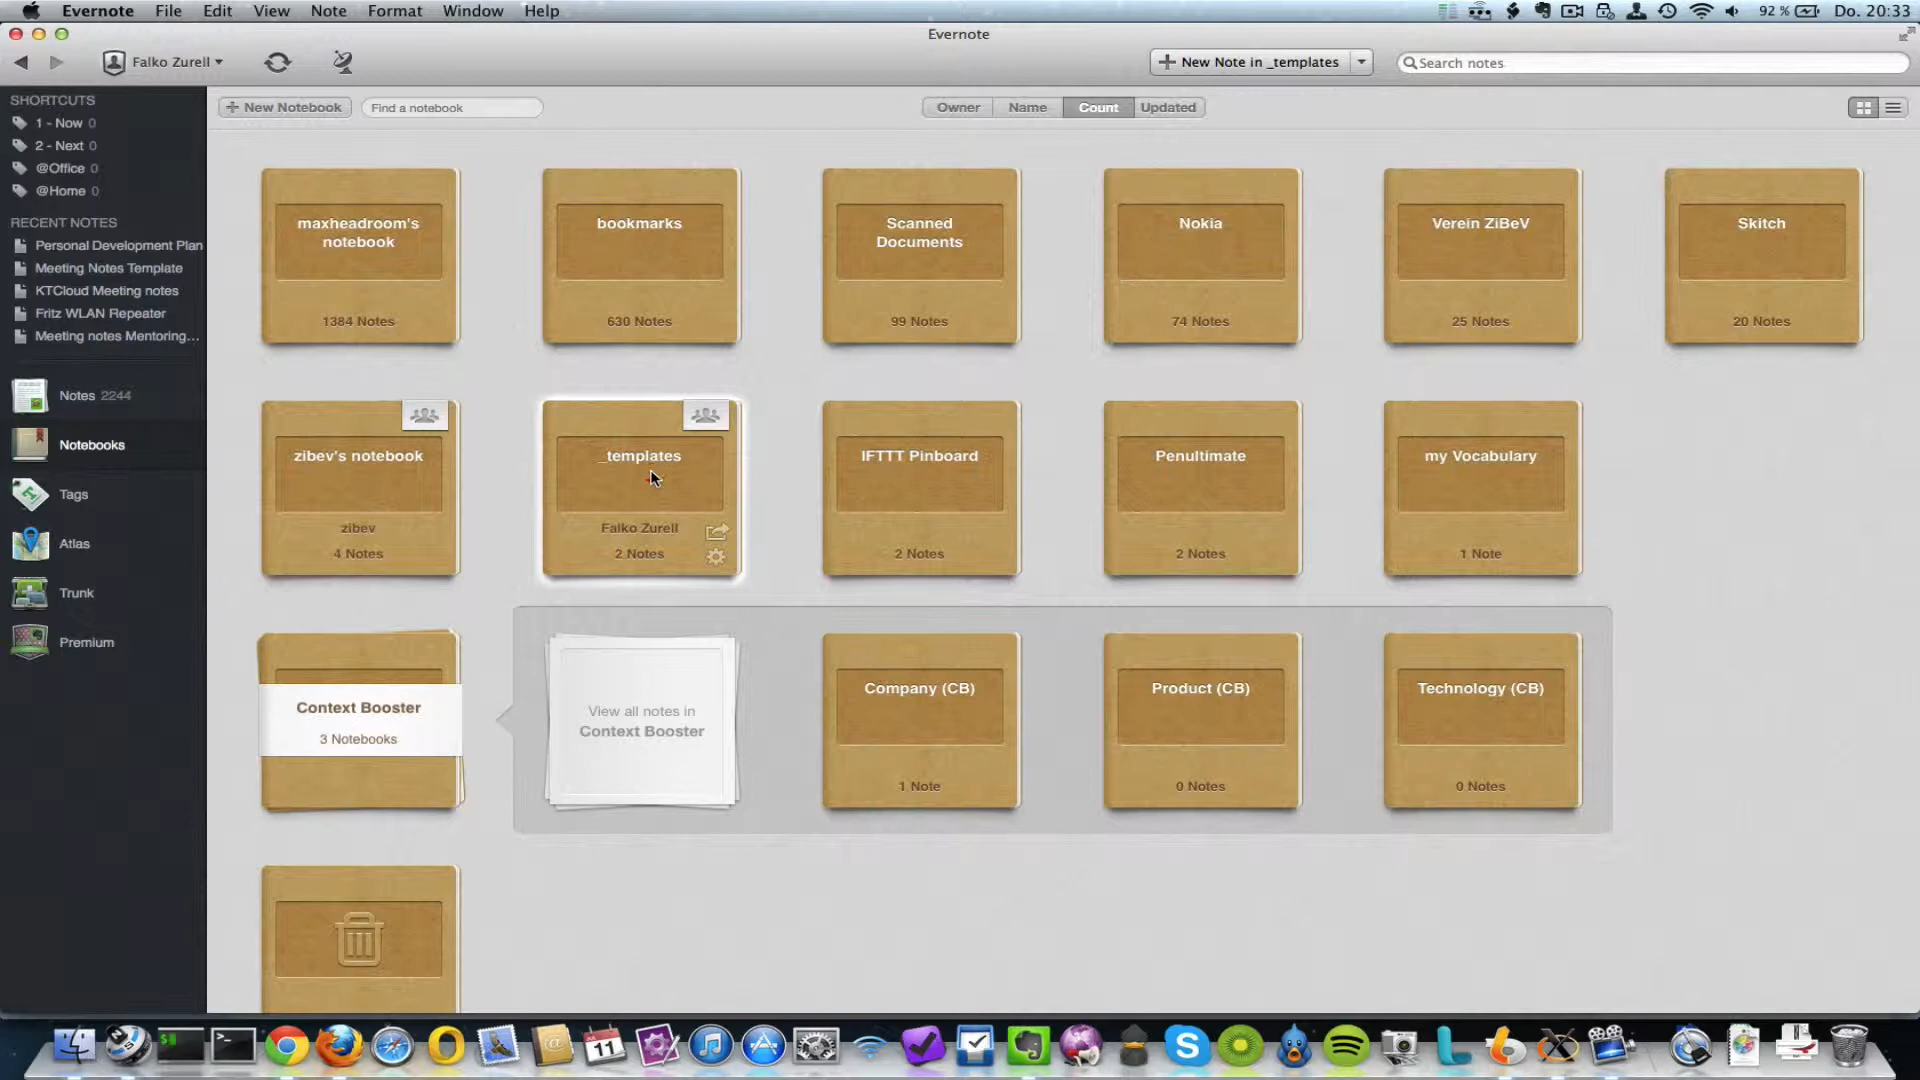 Evernote File Edit View Note Format Window Help
92 % Do. 20:33
Evernote
Falko Zurell
New Note in _templates
Search notes
SHORTCUTS
1 - Now 0
2 - Next 0
@Office 0
@Home 0
RECENT NOTES
Personal Development Plan
Meeting Notes Template
KTCloud Meeting notes
Fritz WLAN Repeater
Meeting notes Mentoring...
Notes 2244
Notebooks
Tags
Atlas
Trunk
Premium
+ New Notebook
Find a notebook
Owner Name Count Updated
maxheadroom's
notebook
1384 Notes
bookmarks
630 Notes
Scanned
Documents
99 Notes
Nokia
74 Notes
Verein ZiBeV
25 Notes
Skitch
20 Notes
zibev's notebook
zibev
4 Notes
_templates
Falko Zurell
2 Notes
IFTTT Pinboard
2 Notes
Penultimate
2 Notes
my Vocabulary
1 Note
Context Booster
3 Notebooks
View all notes in
Context Booster
Company (CB)
1 Note
Product (CB)
0 Notes
Technology (CB)
0 Notes
11